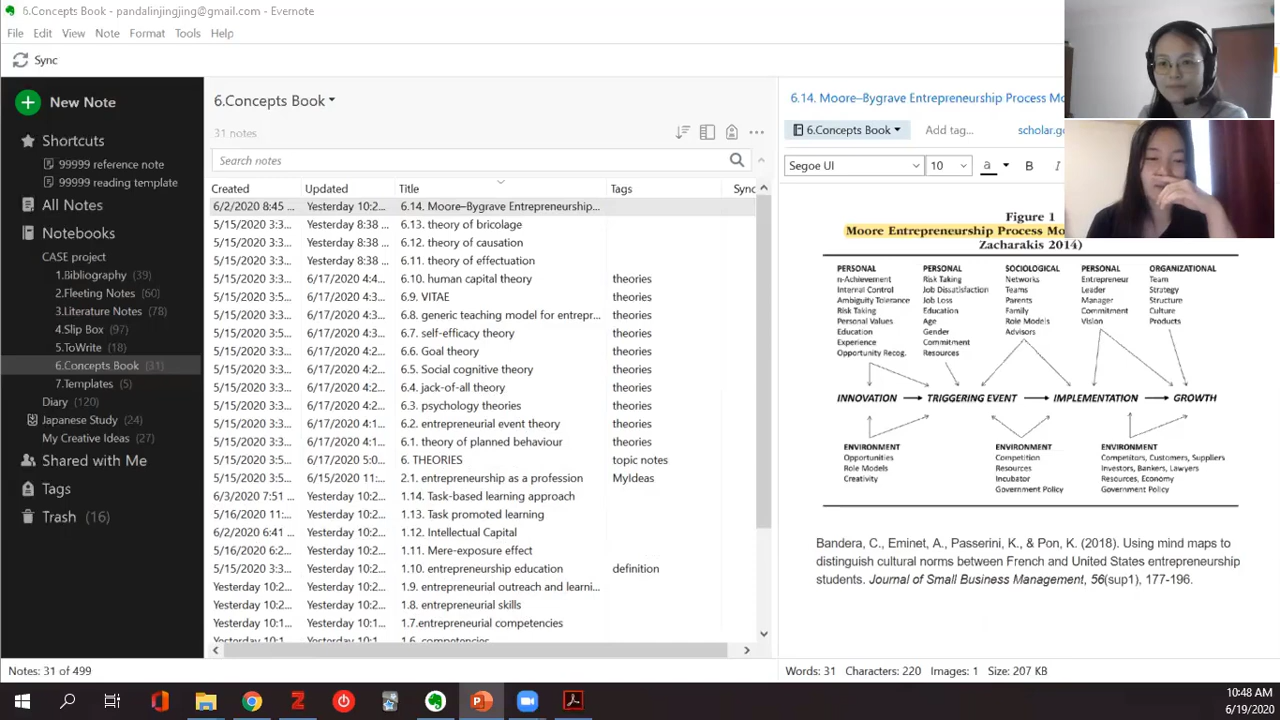 6.Concepts Book - pandalinjingjing@gmail.com - Evernote
File Edit View Note Format Tools Help
Sync
New Note
Shortcuts
99999 reference note
99999 reading template
All Notes
Notebooks
CASE project
1.Bibliography (39)
2.Fleeting Notes (60)
3.Literature Notes (78)
4.Slip Box (97)
5.ToWrite (18)
6.Concepts Book (31)
7.Templates (5)
Diary (120)
Japanese Study (24)
My Creative Ideas (27)
Shared with Me
Tags
Trash (16)
Notes: 31 of 499
6.Concepts Book
31 notes
Search notes
Created Updated Title Tags Sync
6/2/2020 8:45 ... Yesterday 10:2... 6.14. Moore–Bygrave Entrepreneurship...
5/15/2020 3:3... Yesterday 8:38 ... 6.13. theory of bricolage
5/15/2020 3:3... Yesterday 8:38 ... 6.12. theory of causation
5/15/2020 3:3... Yesterday 8:38 ... 6.11. theory of effectuation
5/15/2020 3:3... 6/17/2020 4:4... 6.10. human capital theory theories
5/15/2020 3:5... 6/17/2020 4:3... 6.9. VITAE theories
5/15/2020 3:5... 6/17/2020 4:3... 6.8. generic teaching model for entrepr... theories
5/15/2020 3:3... 6/17/2020 4:2... 6.7. self-efficacy theory theories
5/15/2020 3:3... 6/17/2020 4:2... 6.6. Goal theory theories
5/15/2020 3:3... 6/17/2020 4:2... 6.5. Social cognitive theory theories
5/15/2020 3:3... 6/17/2020 4:2... 6.4. jack-of-all theory theories
5/15/2020 3:3... 6/17/2020 4:2... 6.3. psychology theories theories
5/15/2020 3:3... 6/17/2020 4:1... 6.2. entrepreneurial event theory theories
5/15/2020 3:3... 6/17/2020 4:1... 6.1. theory of planned behaviour theories
5/15/2020 3:5... 6/17/2020 5:0... 6. THEORIES topic notes
5/15/2020 3:5... 6/15/2020 11:... 2.1. entrepreneurship as a profession MyIdeas
6/3/2020 7:51 ... Yesterday 10:2... 1.14. Task-based learning approach
5/16/2020 11:... Yesterday 10:2... 1.13. Task promoted learning
6/2/2020 6:41 ... Yesterday 10:2... 1.12. Intellectual Capital
5/16/2020 6:2... Yesterday 10:2... 1.11. Mere-exposure effect
5/15/2020 3:3... Yesterday 10:2... 1.10. entrepreneurship education definition
Yesterday 10:2... Yesterday 10:2... 1.9. entrepreneurial outreach and learni...
Yesterday 10:2... Yesterday 10:2... 1.8. entrepreneurial skills
Yesterday 10:1... Yesterday 10:1... 1.7.entrepreneurial competencies
Yesterday 10:1... Yesterday 10:1... 1.6. competencies
6.14. Moore–Bygrave Entrepreneurship Process Mo
6.Concepts Book Add tag... scholar.go
Segoe UI 10 a B I
Figure 1
Moore Entrepreneurship Process Mo
Zacharakis 2014)
PERSONAL
n-Achievement
Internal Control
Ambiguity Tolerance
Risk Taking
Personal Values
Education
Experience
Opportunity Recog.
PERSONAL
Risk Taking
Job Dissatisfaction
Job Loss
Education
Age
Gender
Commitment
Resources
SOCIOLOGICAL
Networks
Teams
Parents
Family
Role Models
Advisors
PERSONAL
Entrepreneur
Leader
Manager
Commitment
Vision
ORGANIZATIONAL
Team
Strategy
Structure
Culture
Products
INNOVATION TRIGGERING EVENT IMPLEMENTATION GROWTH
ENVIRONMENT
Opportunities
Role Models
Creativity
ENVIRONMENT
Competition
Resources
Incubator
Government Policy
ENVIRONMENT
Competitors, Customers, Suppliers
Investors, Bankers, Lawyers
Resources, Economy
Government Policy
Bandera, C., Eminet, A., Passerini, K., & Pon, K. (2018). Using mind maps to
distinguish cultural norms between French and United States entrepreneurship
students. Journal of Small Business Management, 56(sup1), 177-196.
Words: 31 Characters: 220 Images: 1 Size: 207 KB
10:48 AM
6/19/2020